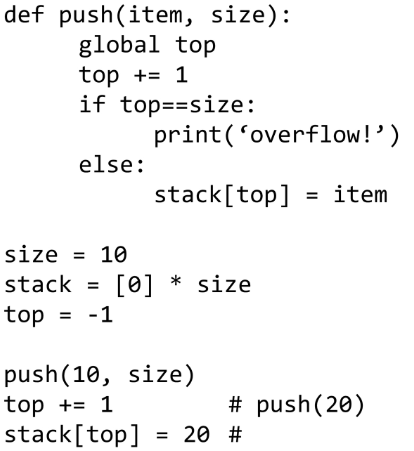 def push(item, size):
global top
top += 1
if top==size:
print(‘overflow!’)
else:
stack[top] = item
size = 10
stack = [0] * size
top = -1
push(10, size)
top += 1 # push(20)
stack[top] = 20 #